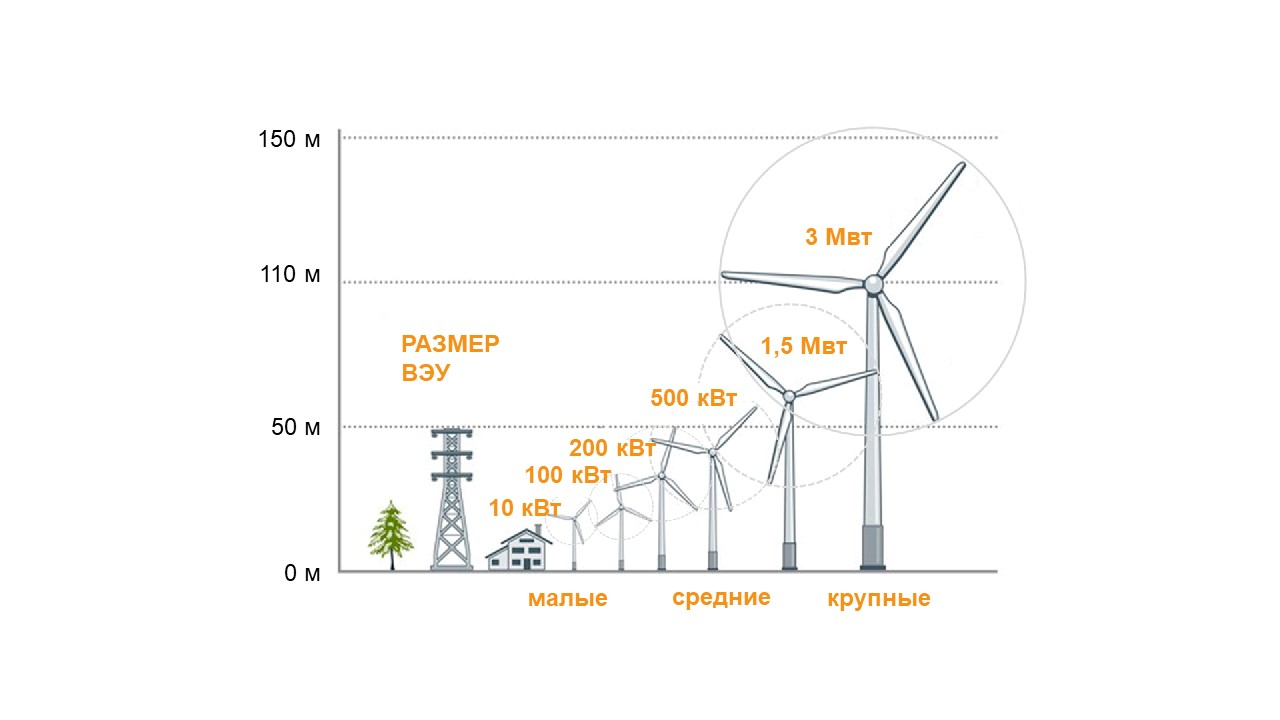 150 м
3 Мвт
110 м
РАЗМЕР
ВЭУ
1,5 Мвт
500 кВт
50 м
200 кВт
100 кВт
10 кВт
0 м
малые
средние
крупные